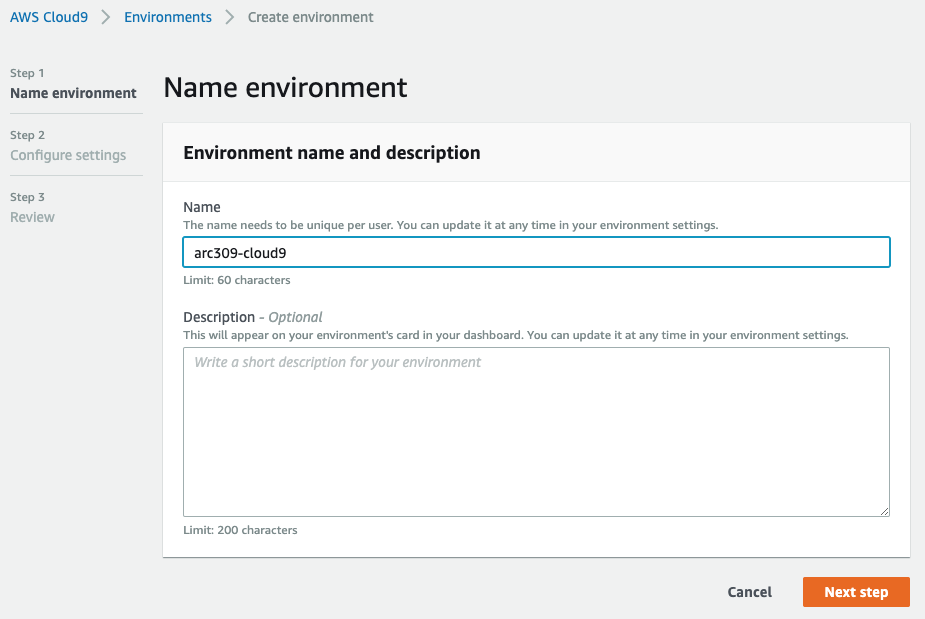 AWS Cloud9 > Environments > Create environment
Step 1
Name environment
Step 2
Configure settings
Step 3
Review
Name environment
Environment name and description
Name
The name needs to be unique per user. You can update it at any time in your environment settings.
arc309-cloud9
Limit: 60 characters
Description - Optional
This will appear on your environment's card in your dashboard. You can update it at any time in your environment settings.
Write a short description for your environment
Limit: 200 characters
Cancel
Next step